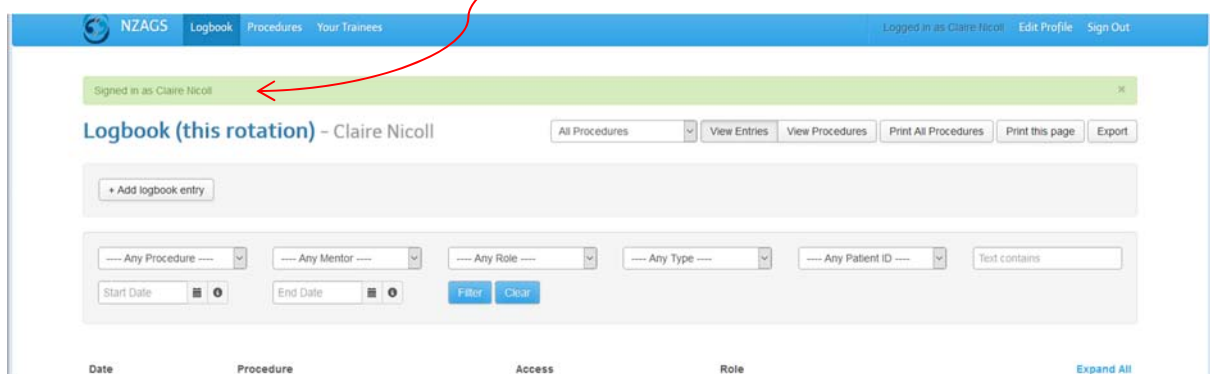 NZAGS Logbook Procedures Your Trainees Logged in as Claire Nicoll Edit Profile Sign Out
Signed in as Claire Nicoll ×
Logbook (this rotation) - Claire Nicoll All Procedures View Entries View Procedures Print All Procedures Print this page Export
+ Add logbook entry
---- Any Procedure ---- ---- Any Mentor ---- ---- Any Role ---- ---- Any Type ---- ---- Any Patient ID ---- Text contains
Start Date End Date Filter Clear
Date Procedure Access Role Expand All